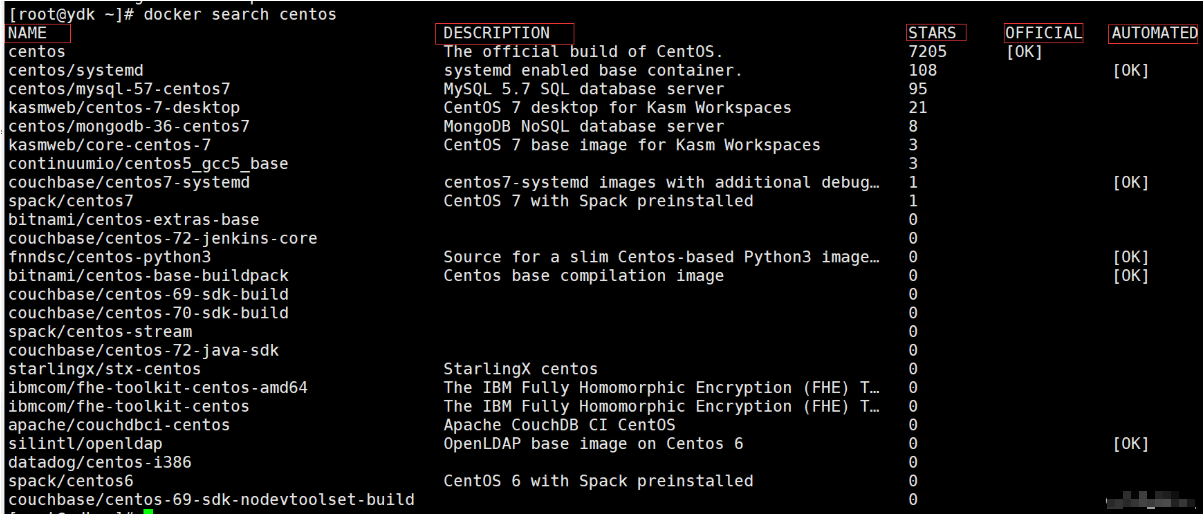 [root@ydk ~]# docker search centos
NAME DESCRIPTION STARS OFFICIAL AUTOMATED
centos The official build of CentOS. 7205 [OK]
centos/systemd systemd enabled base container. 108 [OK]
centos/mysql-57-centos7 MySQL 5.7 SQL database server 95
kasmweb/centos-7-desktop CentOS 7 desktop for Kasm Workspaces 21
centos/mongodb-36-centos7 MongoDB NoSQL database server 8
kasmweb/core-centos-7 CentOS 7 base image for Kasm Workspaces 3
continuumio/centos5_gcc5_base 3
couchbase/centos7-systemd centos7-systemd images with additional debug… 1 [OK]
spack/centos7 CentOS 7 with Spack preinstalled 1
bitnami/centos-extras-base 0
couchbase/centos-72-jenkins-core 0
fnndsc/centos-python3 Source for a slim Centos-based Python3 image… 0 [OK]
bitnami/centos-base-buildpack Centos base compilation image 0 [OK]
couchbase/centos-69-sdk-build 0
couchbase/centos-70-sdk-build 0
spack/centos-stream 0
couchbase/centos-72-java-sdk 0
starlingx/stx-centos StarlingX centos 0
ibmcom/fhe-toolkit-centos-amd64 The IBM Fully Homomorphic Encryption (FHE) T… 0
ibmcom/fhe-toolkit-centos The IBM Fully Homomorphic Encryption (FHE) T… 0
apache/couchdbci-centos Apache CouchDB CI CentOS 0
silintl/openldap OpenLDAP base image on Centos 6 0 [OK]
datadog/centos-i386 0
spack/centos6 CentOS 6 with Spack preinstalled 0
couchbase/centos-69-sdk-nodevtoolset-build 0